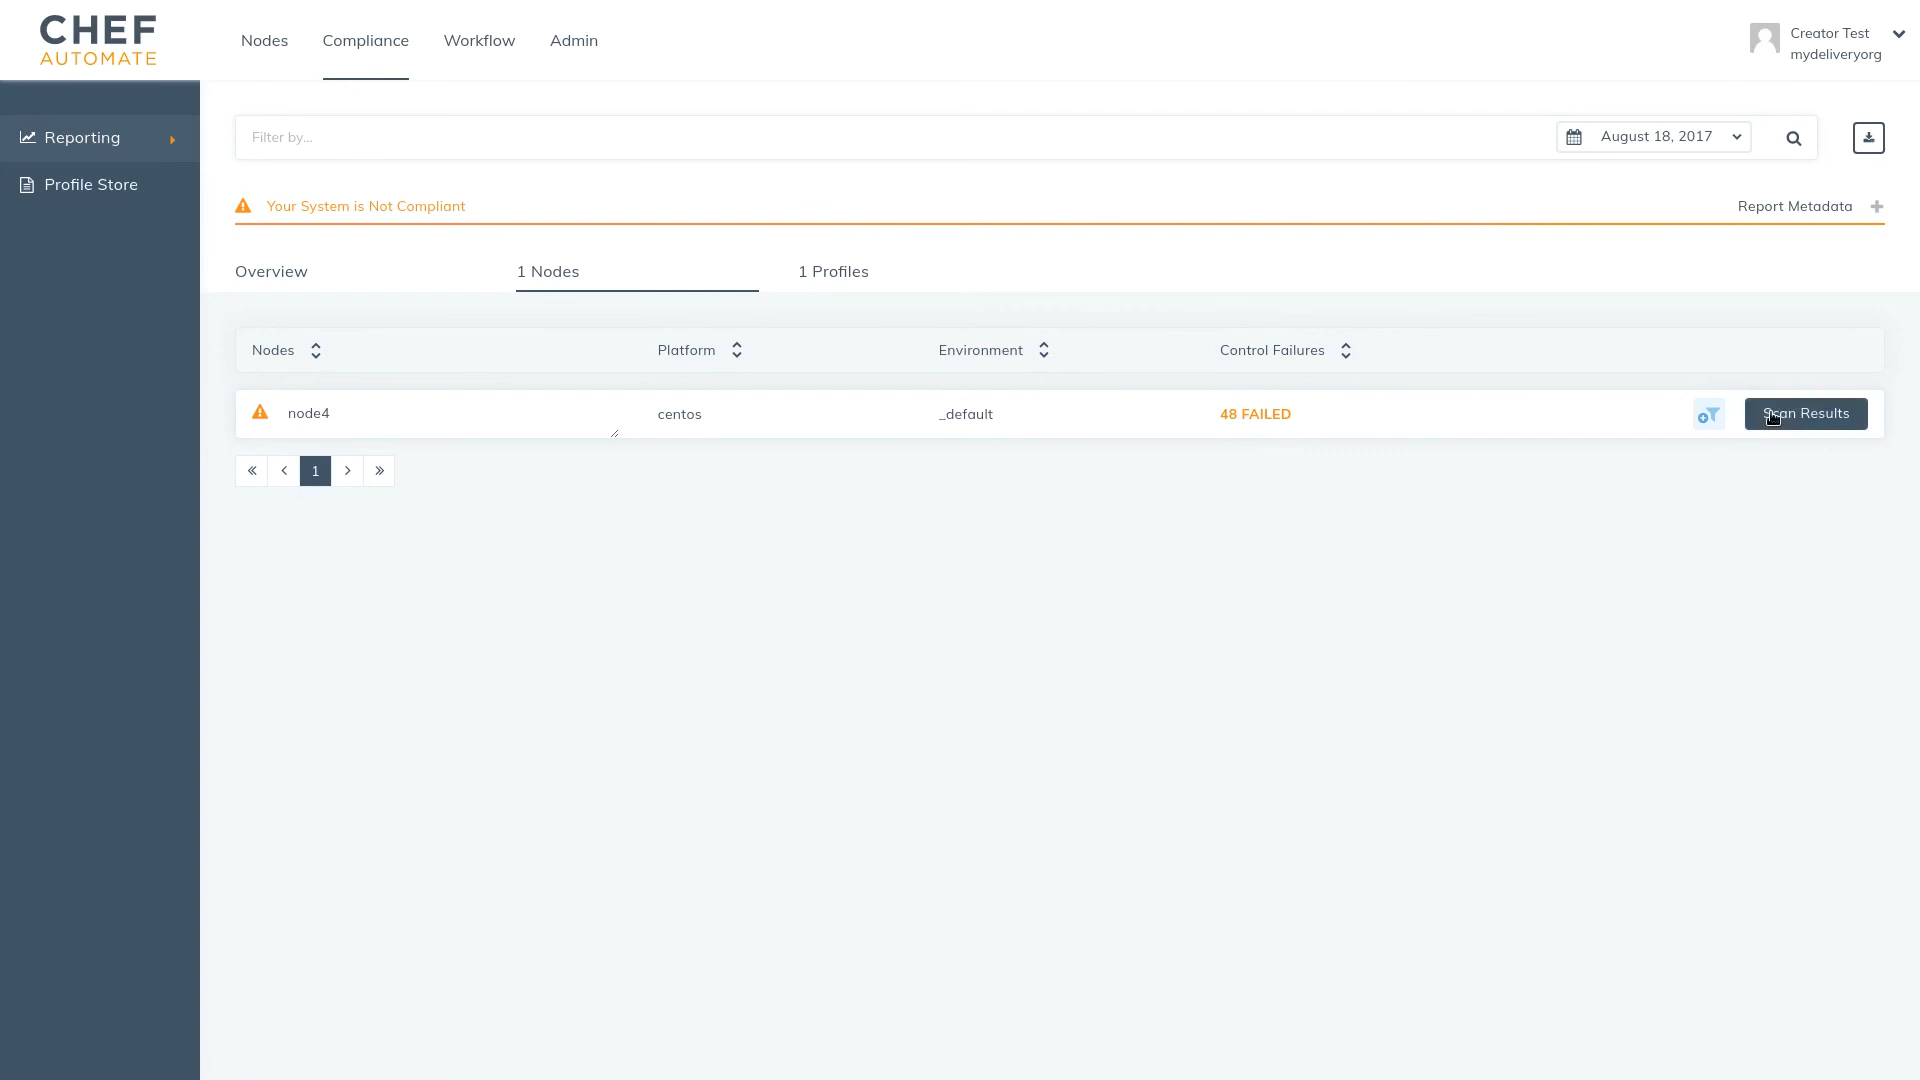 CHEF
AUTOMATE
Nodes
Compliance
Workflow
Admin
Creator Test
mydeliveryorg
Reporting
Profile Store
Filter by...
August 18, 2017
Your System is Not Compliant
Report Metadata
Overview
1 Nodes
1 Profiles
Nodes
Platform
Environment
Control Failures
node4
centos
_default
48 FAILED
Scan Results
« ‹ 1 › »